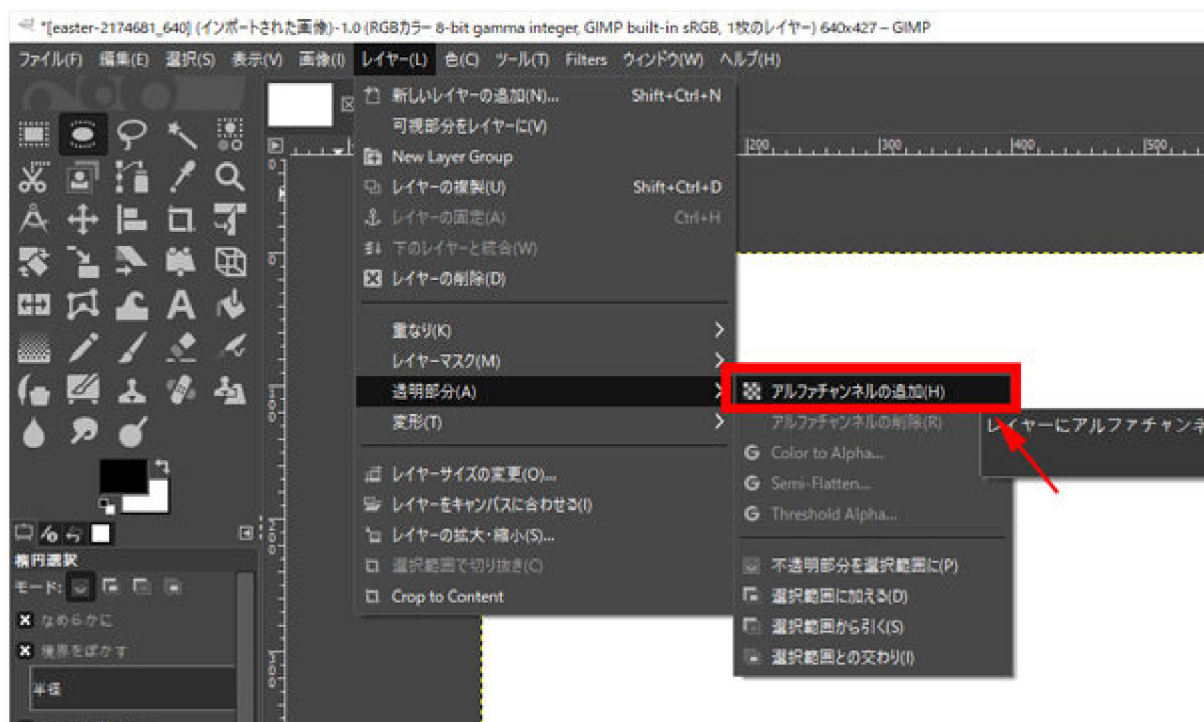 *[easter-2174681_640] (インポートされた画像)-1.0 (RGBカラー 8-bit gamma integer, GIMP built-in sRGB, 1枚のレイヤー) 640x427 – GIMP
ファイル(F) 編集(E) 選択(S) 表示(V) 画像(I) レイヤー(L) 色(C) ツール(T) Filters ウィンドウ(W) ヘルプ(H)
新しいレイヤーの追加(N)... Shift+Ctrl+N
可視部分をレイヤーに(V)
New Layer Group
レイヤーの複製(U) Shift+Ctrl+D
レイヤーの固定(A) Ctrl+H
下のレイヤーと統合(W)
レイヤーの削除(D)
重なり(K)
レイヤーマスク(M)
透明部分(A)
変形(T)
レイヤーサイズの変更(O)...
レイヤーをキャンバスに合わせる(I)
レイヤーの拡大・縮小(S)...
選択範囲で切り抜き(C)
Crop to Content
200 300 400 500
アルファチャンネルの追加(H)
アルファチャンネルの削除(R)
レイヤーにアルファチャンネ
Color to Alpha...
Semi-Flatten...
Threshold Alpha...
不透明部分を選択範囲に(P)
選択範囲に加える(D)
選択範囲から引く(S)
選択範囲との交わり(I)
楕円選択
モード:
なめらかに
境界をぼかす
半径